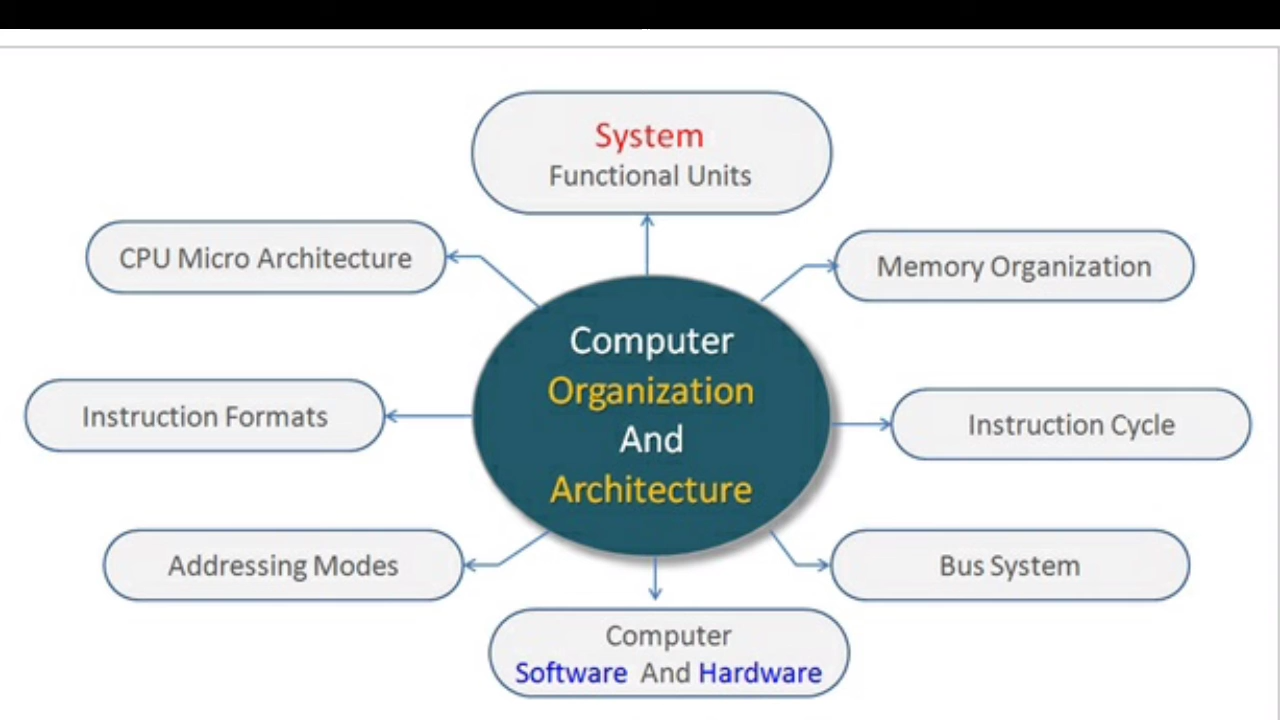 System
Functional Units
CPU Micro Architecture
Memory Organization
Computer
Organization
And
Architecture
Instruction Formats
Instruction Cycle
Addressing Modes
Bus System
Computer
Software And Hardware